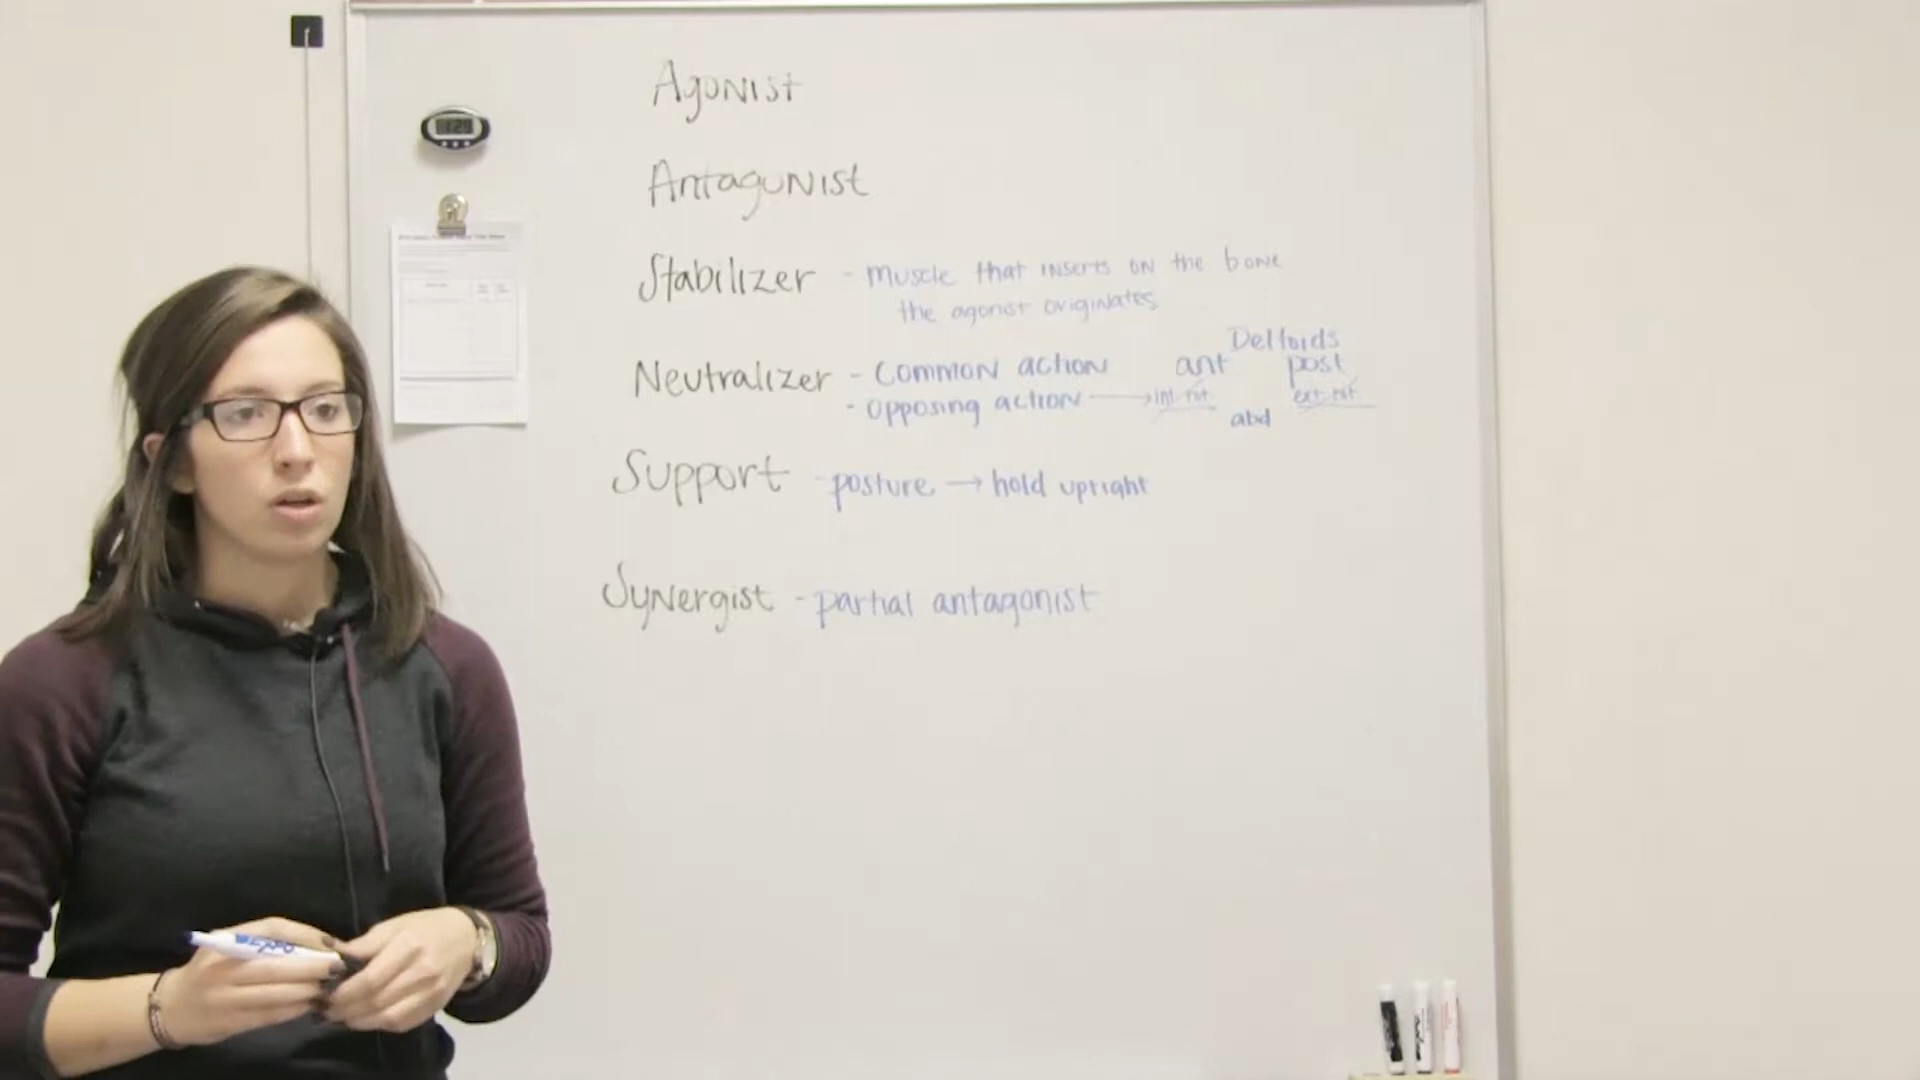 Agonist
Antagonist
Stabilizer - muscle that inserts on the bone
the agonist originates
Deltoids
Neutralizer - Common action ant post
- opposing action → int rot ext rot
abd
Support - posture → hold upright
Synergist - partial antagonist